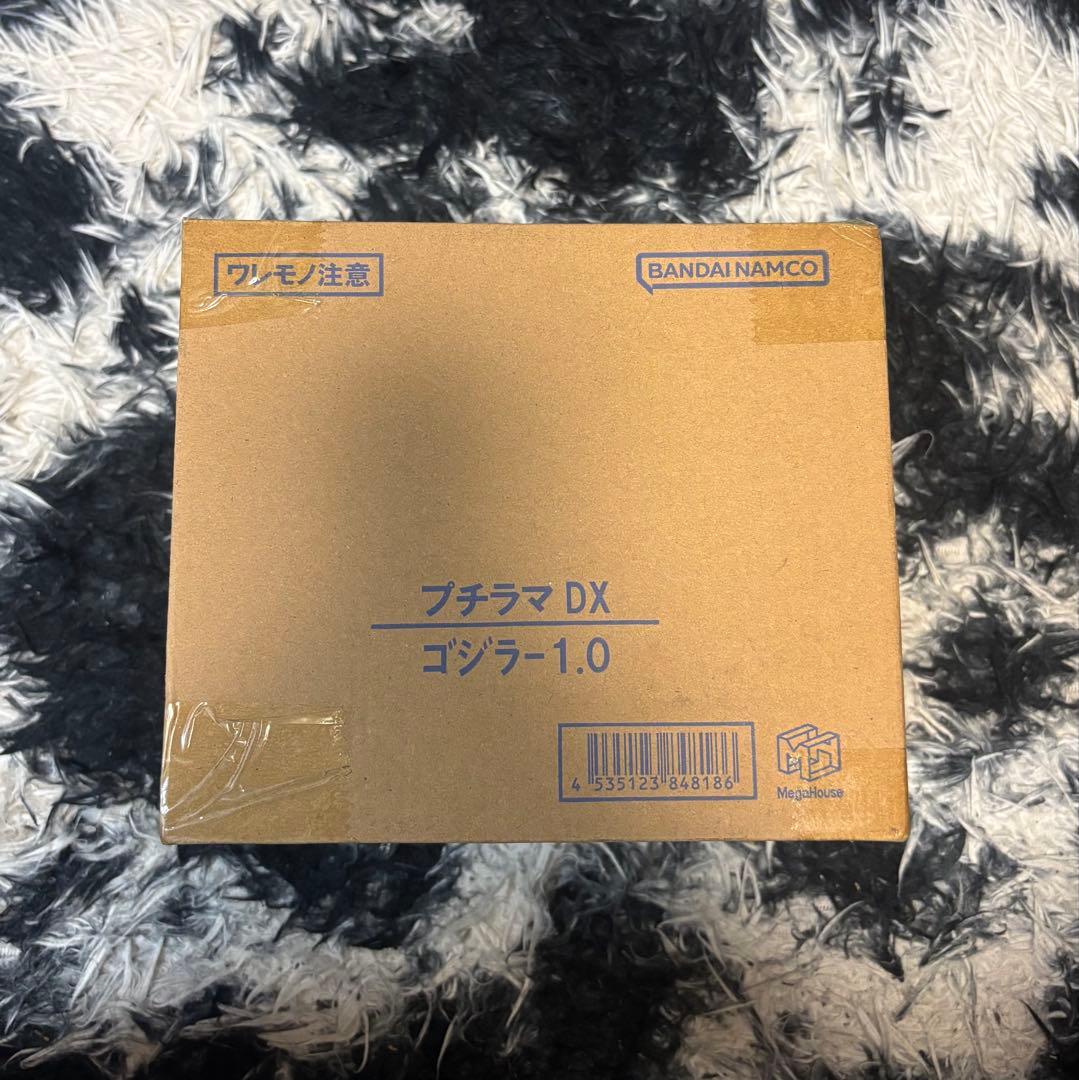 ワレモノ注意
BANDAI NAMCO
プチラマ DX
ゴジラ-1.0
4 535123 848186
MegaHouse